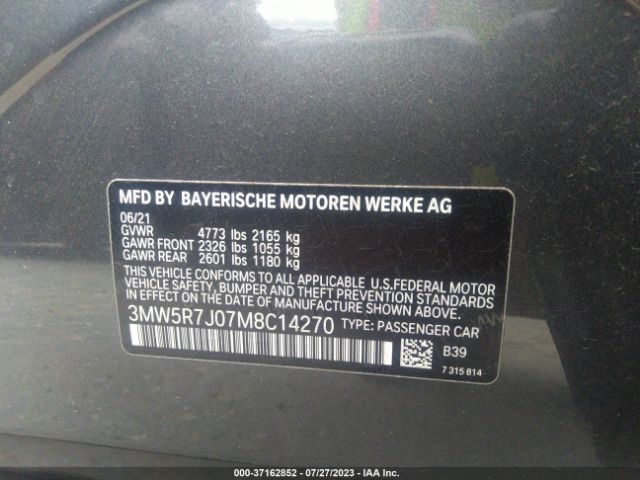 MFD BY BAYERISCHE MOTOREN WERKE AG
06/21
GVWR 4773 lbs 2165 kg
GAWR FRONT 2326 lbs 1055 kg
GAWR REAR 2601 lbs 1180 kg
THIS VEHICLE CONFORMS TO ALL APPLICABLE U.S.FEDERAL MOTOR
VEHICLE SAFETY, BUMPER, AND THEFT PREVENTION STANDARDS
IN EFFECT ON THE DATE OF MANUFACTURE SHOWN ABOVE.
3MW5R7J07M8C14270 TYPE: PASSENGER CAR
B39
7 315 814
000-37162852 / 07/27/2023 / IAA Inc.